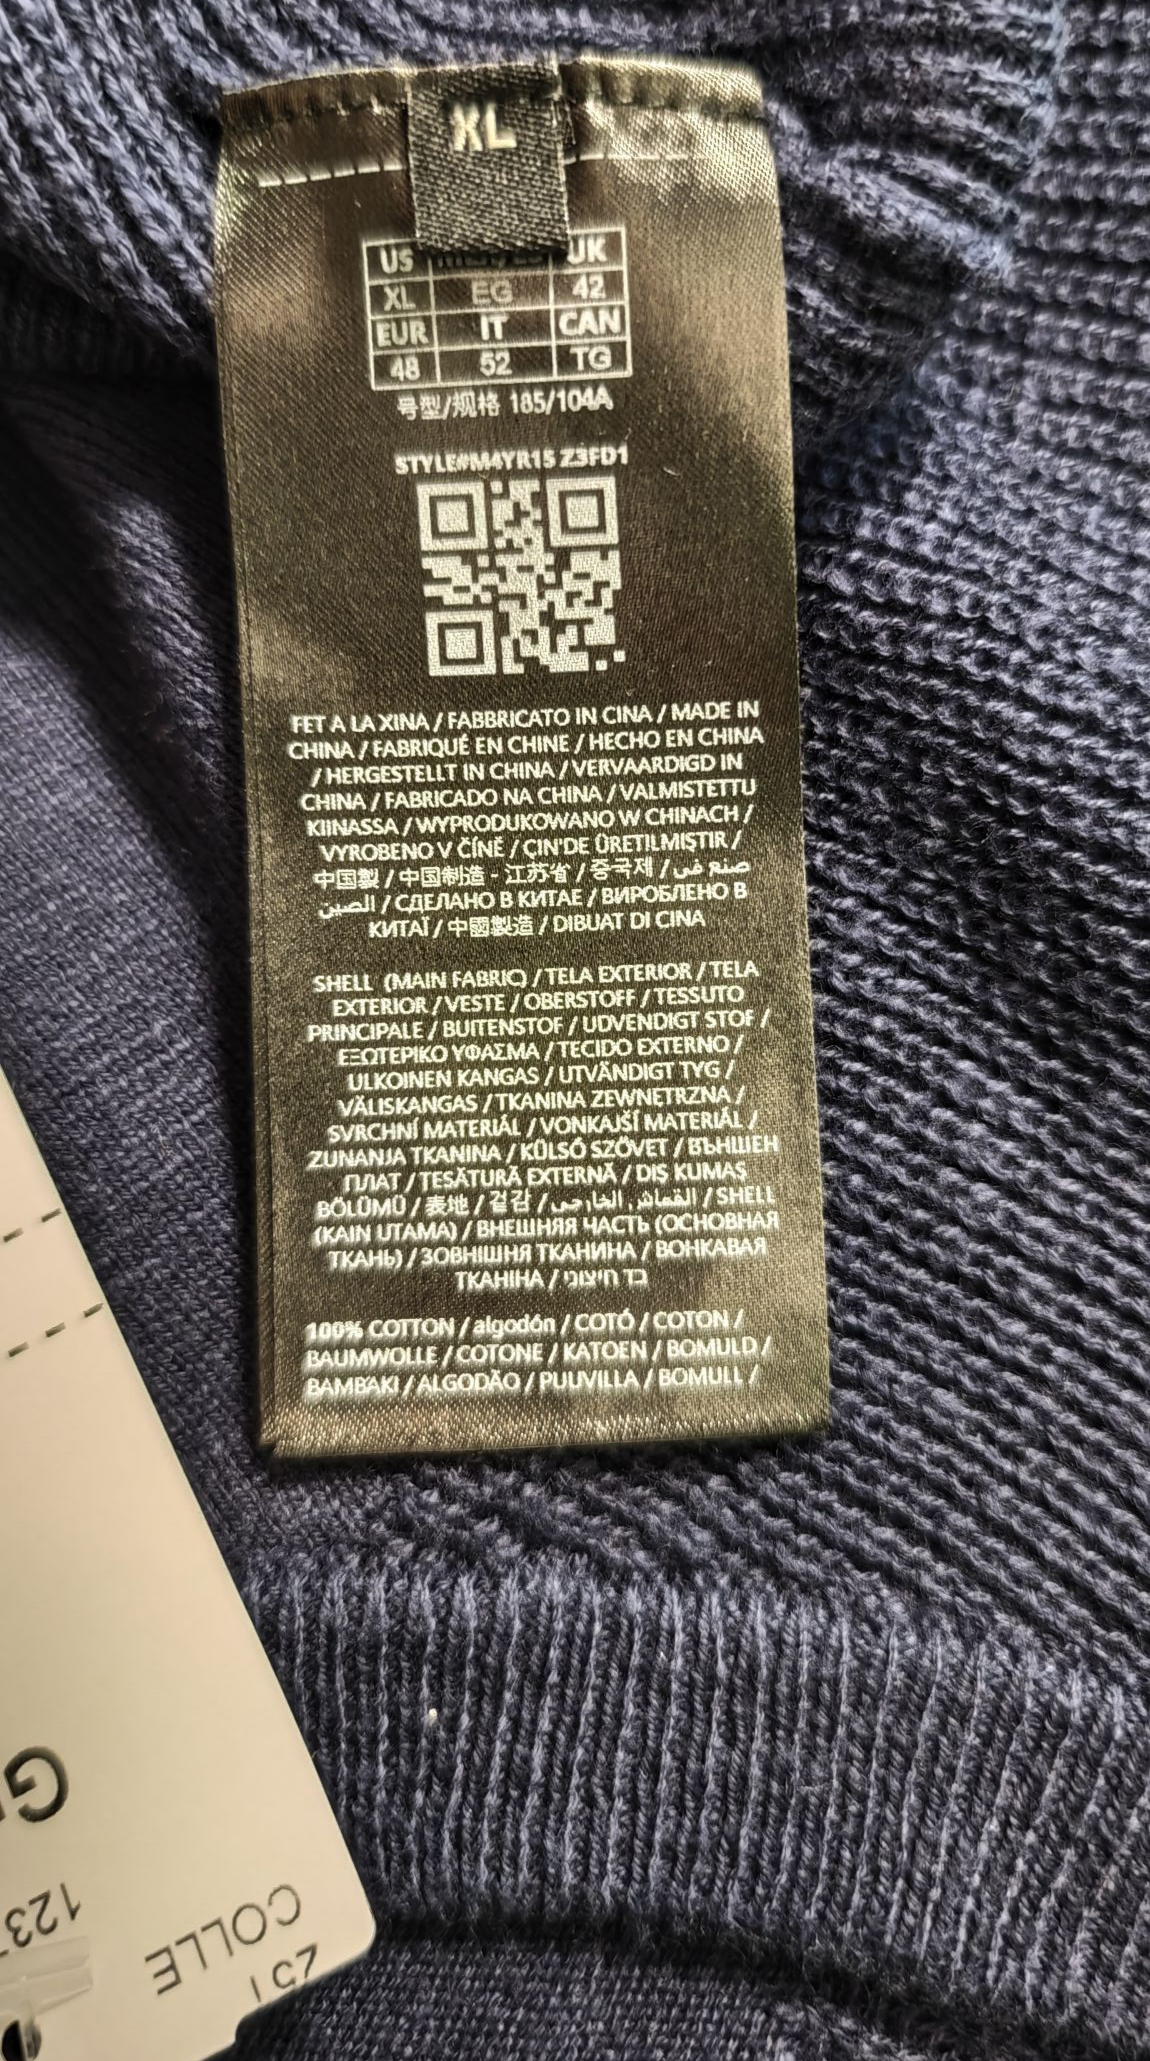 XL
US UK
XL EG 42
EUR IT CAN
48 52 TG
号型/规格 185/104A
STYLE#M4YR15 Z3FD1
FET A LA XINA / FABBRICATO IN CINA / MADE IN
CHINA / FABRIQUÉ EN CHINE / HECHO EN CHINA
/ HERGESTELLT IN CHINA / VERVAARDIGD IN
CHINA / FABRICADO NA CHINA / VALMISTETTU
KIINASSA / WYPRODUKOWANO W CHINACH /
VYROBENO V ČÍNĚ / ÇIN'DE ÜRETILMIŞTIR /
中国製 / 中国制造 - 江苏省 / 중국제 / صنع في
الصين / СДЕЛАНО В КИТАЕ / ВИРОБЛЕНО В
КИТАЇ / 中國製造 / DIBUAT DI CINA
SHELL (MAIN FABRIC) / TELA EXTERIOR / TELA
EXTERIOR / VESTE / OBERSTOFF / TESSUTO
PRINCIPALE / BUITENSTOF / UDVENDIGT STOF /
ΕΞΩΤΕΡΙΚΟ ΥΦΑΣΜΑ / TECIDO EXTERNO /
ULKOINEN KANGAS / UTVÄNDIGT TYG /
VÄLISKANGAS / TKANINA ZEWNETRZNA /
SVRCHNÍ MATERIÁL / VONKAJŠÍ MATERIÁL /
ZUNANJA TKANINA / KÜLSÓ SZÖVET / ВЪНШЕН
ПЛАТ / TESĂTURĂ EXTERNĂ / DIŞ KUMAŞ
BÖLÜMÜ / 表地 / 겉감 / القماش الخارجي / SHELL
(KAIN UTAMA) / ВНЕШНЯЯ ЧАСТЬ (ОСНОВНАЯ
ТКАНЬ) / ЗОВНІШНЯ ТКАНИНА / ВОНКАВАЯ
ТКАНІНА / בד חיצוני
100% COTTON / algodón / COTÓ / COTON /
BAUMWOLLE / COTONE / KATOEN / BOMULD /
BAMBAKI / ALGODÃO / PUUVILLA / BOMULL /
251
COLLE
123
G